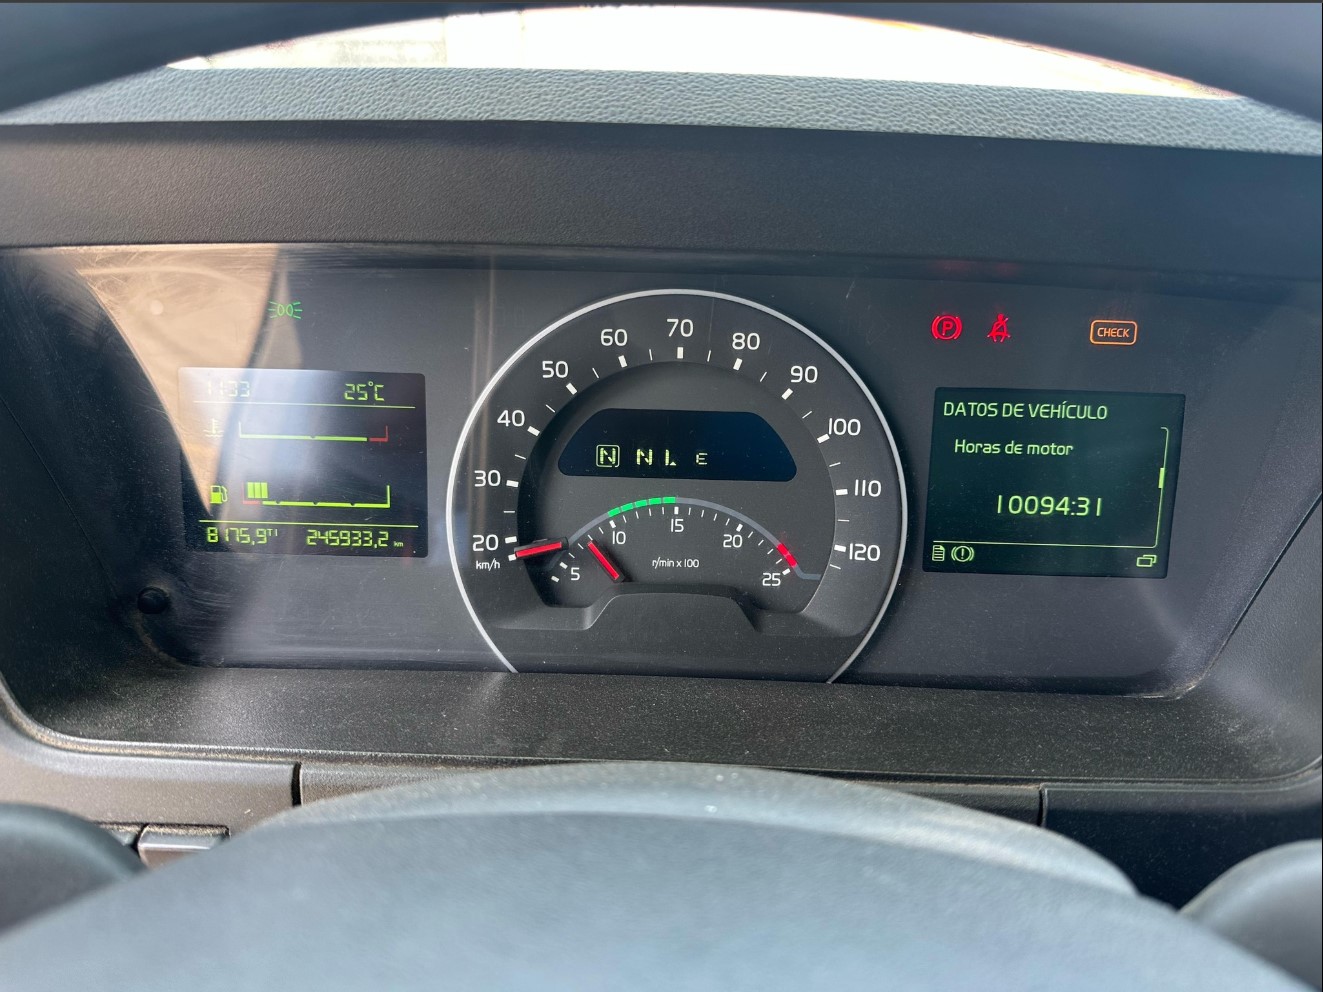 25°C
8175,9 T1 245933,2 km
20 30 40 50 60 70 80 90 100 110 120
km/h
N N L E
5 10 15 20 25
r/min x 100
P
CHECK
DATOS DE VEHÍCULO
Horas de motor
10094:31